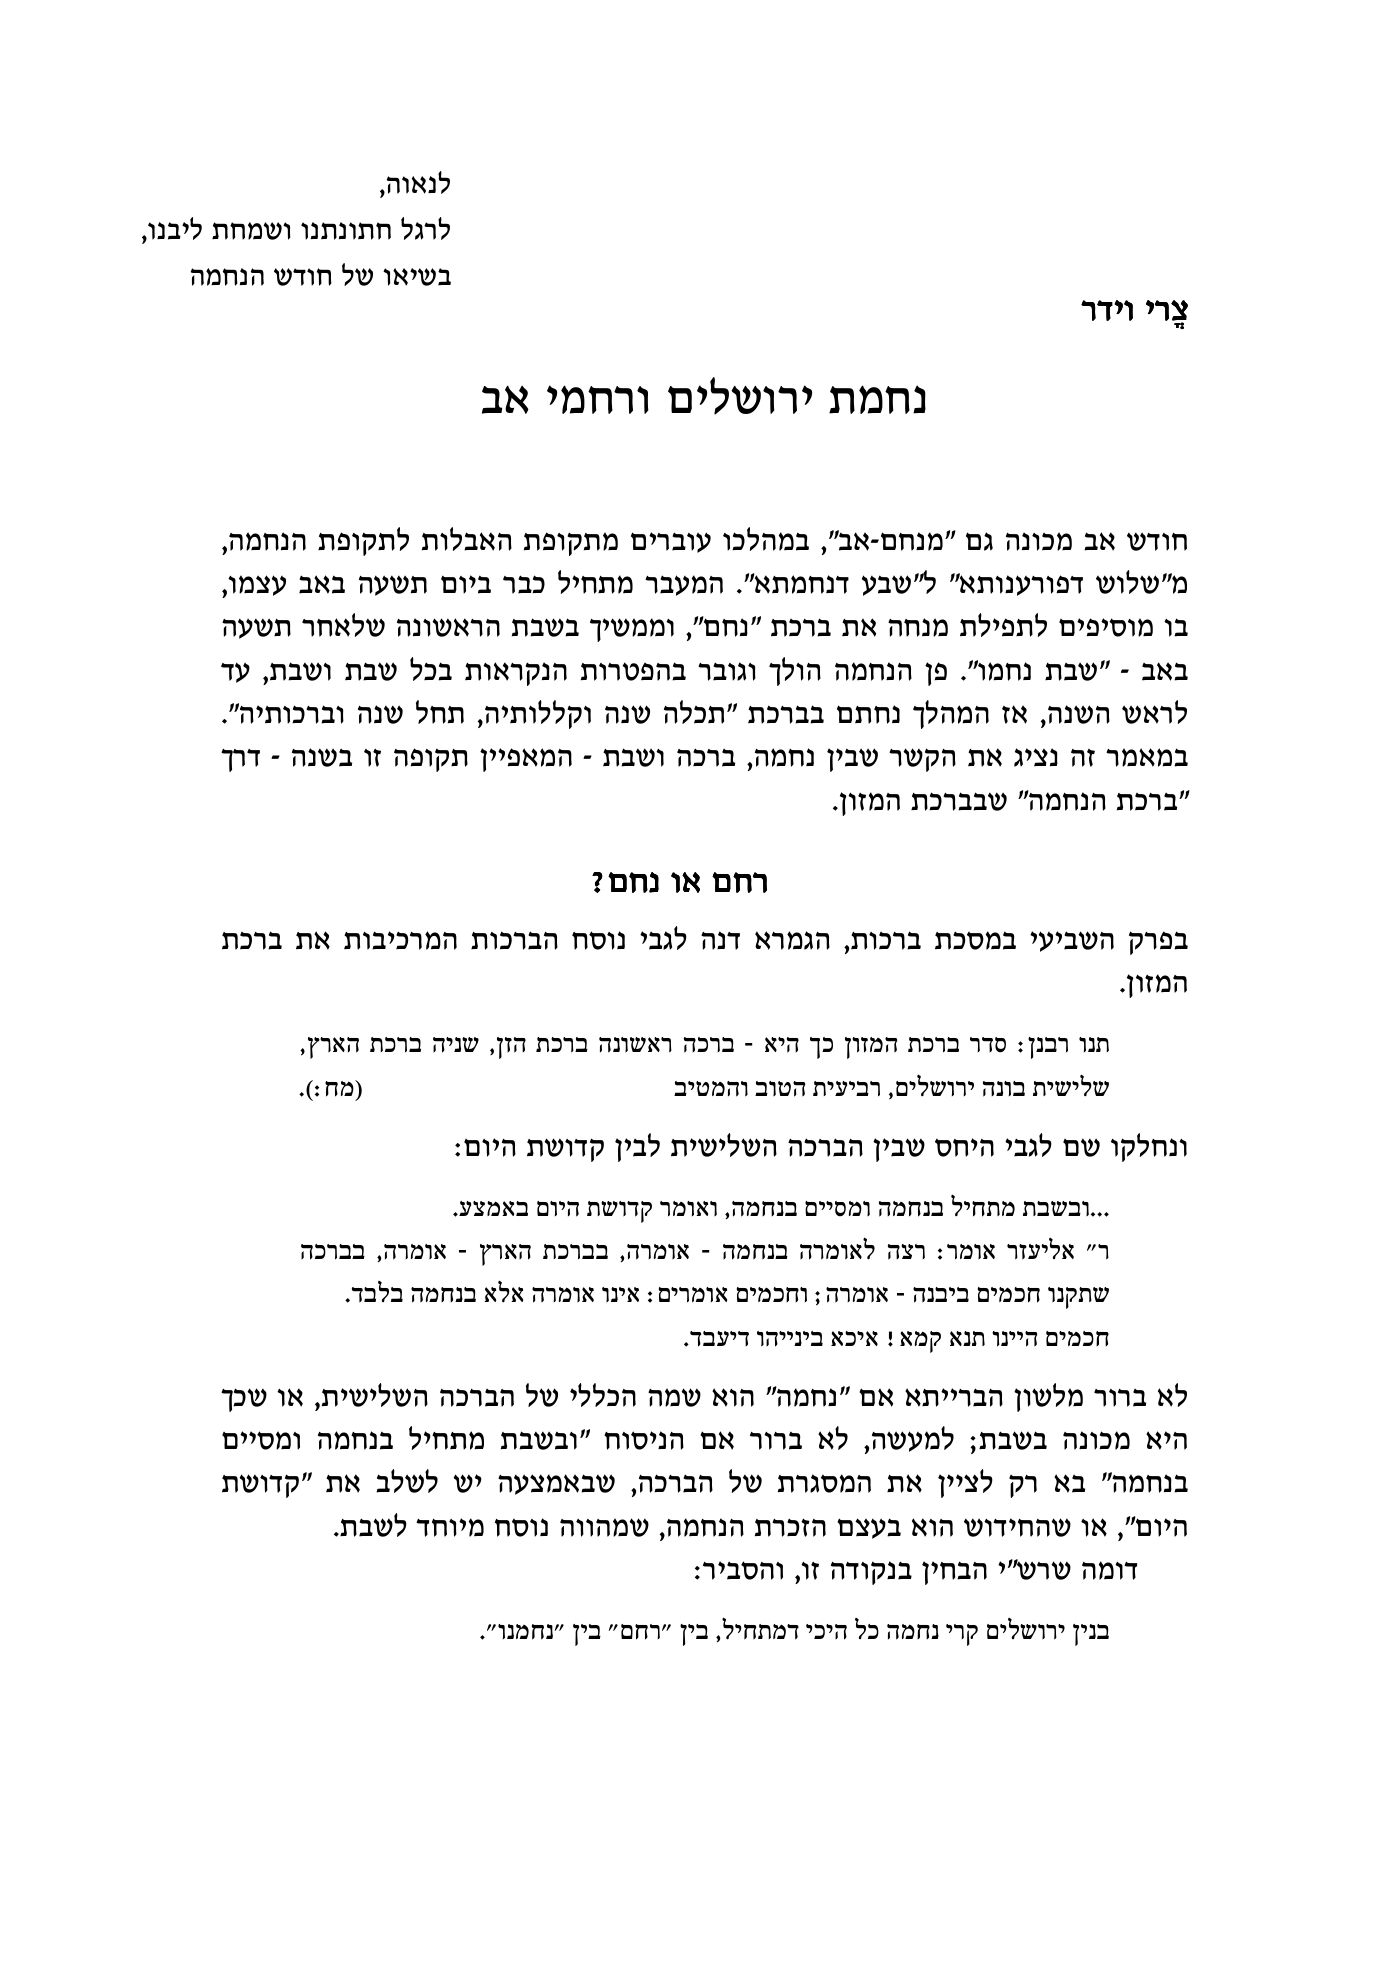 לנאוה,
לרגל חתונתנו ושמחת ליבנו,
בשיאו של חודש הנחמה
צֳרי וידר
נחמת ירושלים ורחמי אב
חודש אב מכונה גם "מנחם-אב", במהלכו עוברים מתקופת האבלות לתקופת הנחמה,
מ"שלוש דפורענותא" ל"שבע דנחמתא". המעבר מתחיל כבר ביום תשעה באב עצמו,
בו מוסיפים לתפילת מנחה את ברכת "נחם", וממשיך בשבת הראשונה שלאחר תשעה
באב - "שבת נחמו". פן הנחמה הולך וגובר בהפטרות הנקראות בכל שבת ושבת, עד
לראש השנה, אז המהלך נחתם בברכת "תכלה שנה וקללותיה, תחל שנה וברכותיה".
במאמר זה נציג את הקשר שבין נחמה, ברכה ושבת - המאפיין תקופה זו בשנה - דרך
"ברכת הנחמה" שבברכת המזון.
רחם או נחם?
בפרק השביעי במסכת ברכות, הגמרא דנה לגבי נוסח הברכות המרכיבות את ברכת
המזון.
תנו רבנן: סדר ברכת המזון כך היא - ברכה ראשונה ברכת הזן, שניה ברכת הארץ,
שלישית בונה ירושלים, רביעית הטוב והמטיב (מח:).
ונחלקו שם לגבי היחס שבין הברכה השלישית לבין קדושת היום:
...ובשבת מתחיל בנחמה ומסיים בנחמה, ואומר קדושת היום באמצע.
ר״ אליעזר אומר: רצה לאומרה בנחמה - אומרה, בברכת הארץ - אומרה, בברכה
שתקנו חכמים ביבנה - אומרה; וחכמים אומרים: אינו אומרה אלא בנחמה בלבד.
חכמים היינו תנא קמא! איכא בינייהו דיעבד.
לא ברור מלשון הברייתא אם "נחמה" הוא שמה הכללי של הברכה השלישית, או שכך
היא מכונה בשבת; למעשה, לא ברור אם הניסוח "ובשבת מתחיל בנחמה ומסיים
בנחמה" בא רק לציין את המסגרת של הברכה, שבאמצעה יש לשלב את "קדושת
היום", או שהחידוש הוא בעצם הזכרת הנחמה, שמהווה נוסח מיוחד לשבת.
דומה שרש"י הבחין בנקודה זו, והסביר:
בנין ירושלים קרי נחמה כל היכי דמתחיל, בין ״רחם״ בין ״נחמנו״.